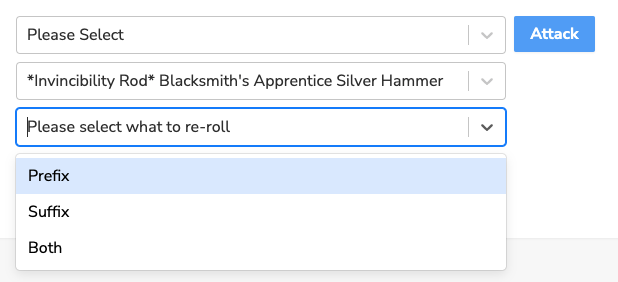 Please Select
Attack
*Invincibility Rod* Blacksmith's Apprentice Silver Hammer
Please select what to re-roll
Prefix
Suffix
Both